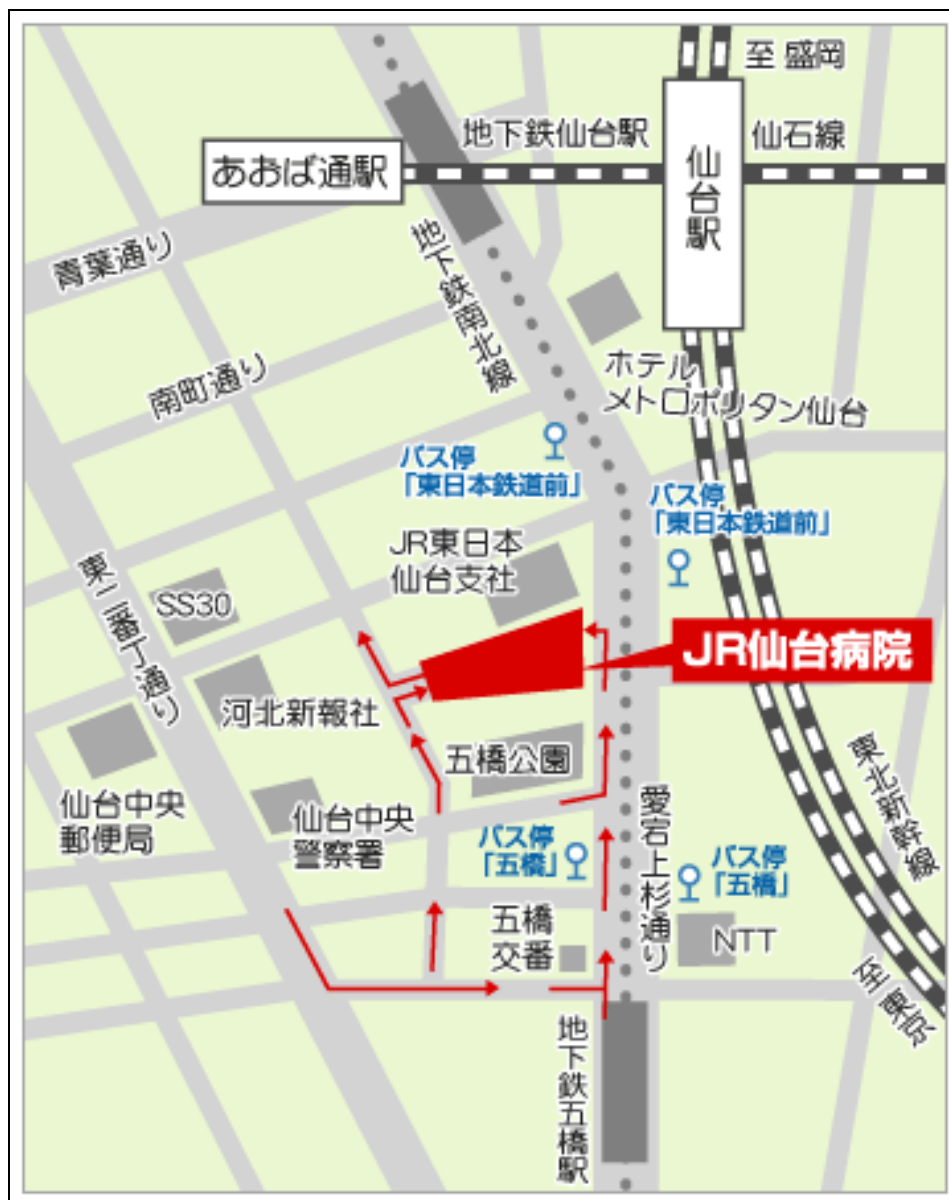 至 盛岡
地下鉄仙台駅
仙石線
あおば通駅
仙台駅
青葉通り
地下鉄南北線
南町通り
ホテル
メトロポリタン仙台
バス停
「東日本鉄道前」
バス停
「東日本鉄道前」
JR東日本
仙台支社
東二番丁通り
SS30
JR仙台病院
河北新報社
五橋公園
東北新幹線
仙台中央
郵便局
仙台中央
警察署
愛宕上杉通り
バス停
「五橋」
バス停
「五橋」
五橋
交番
NTT
至 東京
地下鉄五橋駅